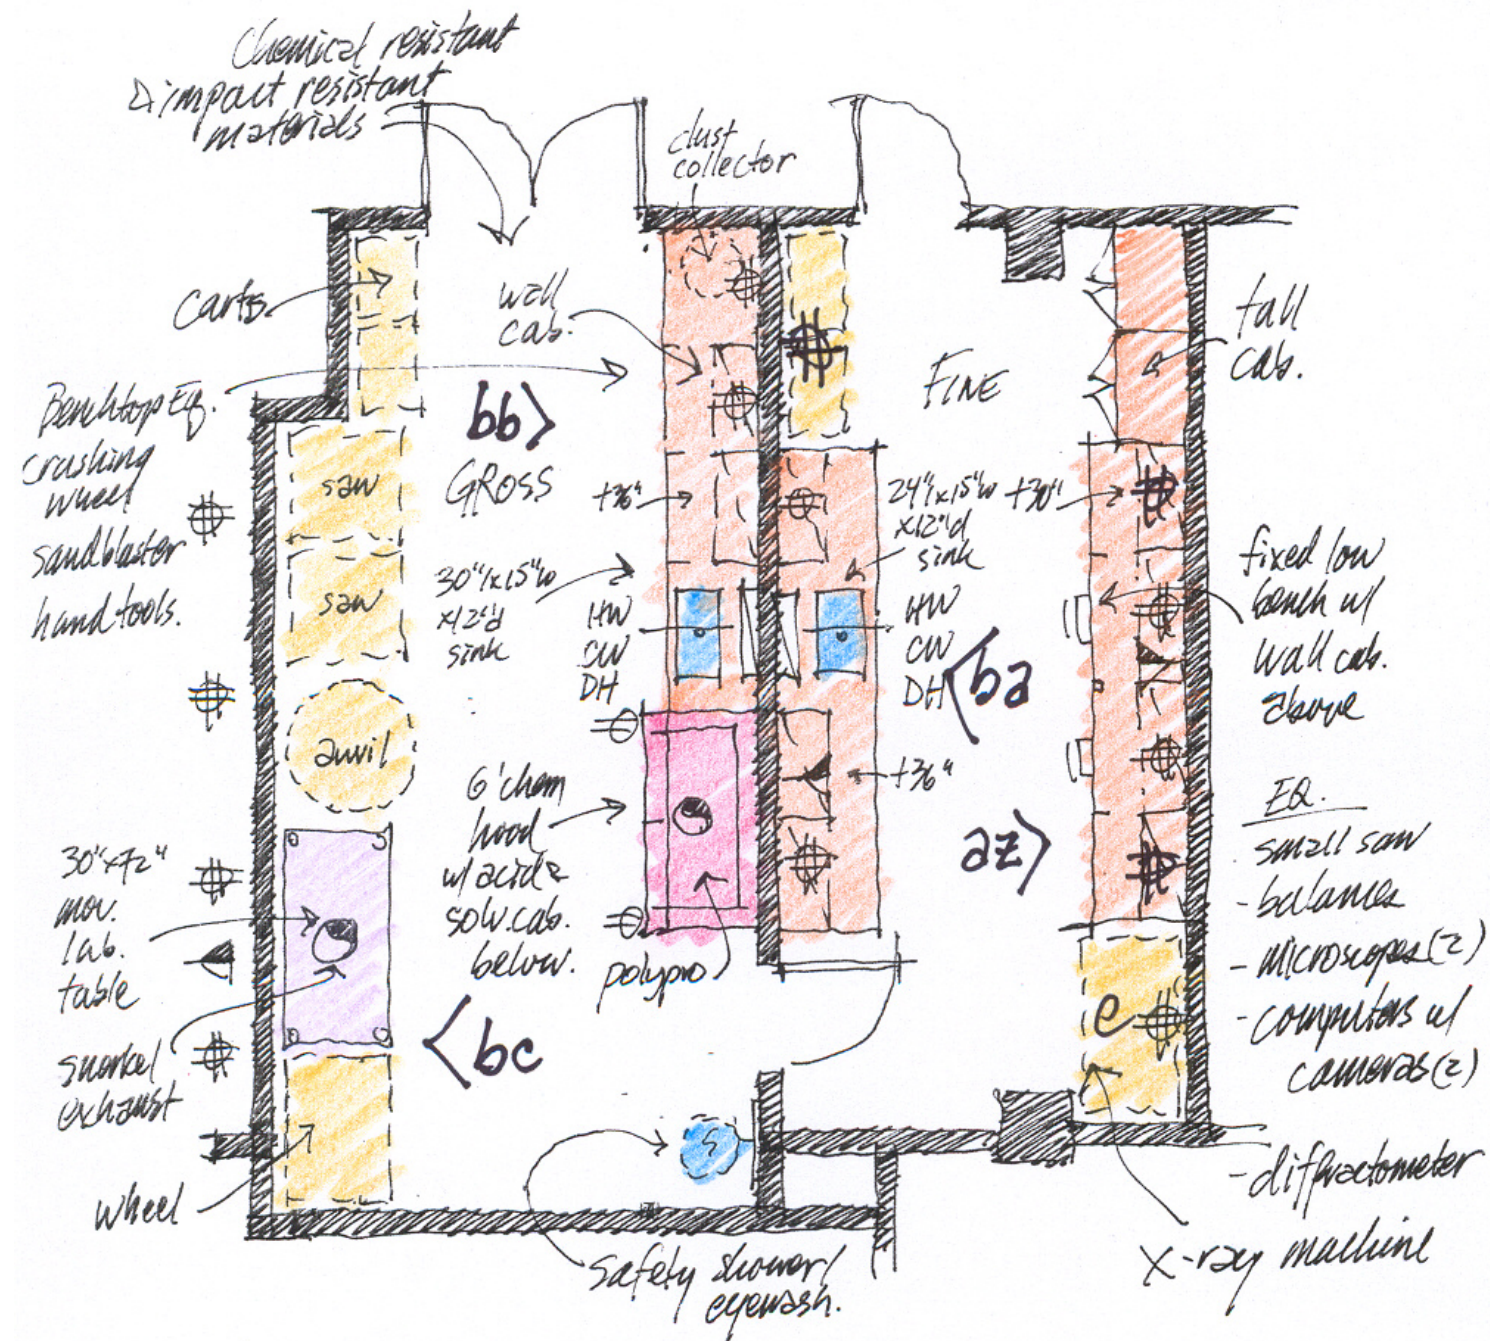 Chemical resistant
& impact resistant
materials
dust
collector
carts
wall
cab.
tall
cab.
Benchtop Eq.
crushing
wheel
sandblaster
hand tools.
bb
GROSS
FINE
saw
saw
anvil
+36"
30"l x 15"w
x12"d
sink
HW
CW
DH
24"l x 15"w
x12"d
sink
+30"
HW
CW
DH
ba
+36"
az
fixed low
bench w/
wall cab.
above
6' chem
hood
w/ acid &
solv. cab.
below.
polypro
30"x72"
mov.
lab.
table
snorkel
exhaust
wheel
bc
S
safety shower/
eyewash.
e
EQ.
small saw
- balances
- microscopes (2)
- computers w/
cameras (2)
- diffractometer
X-ray machine